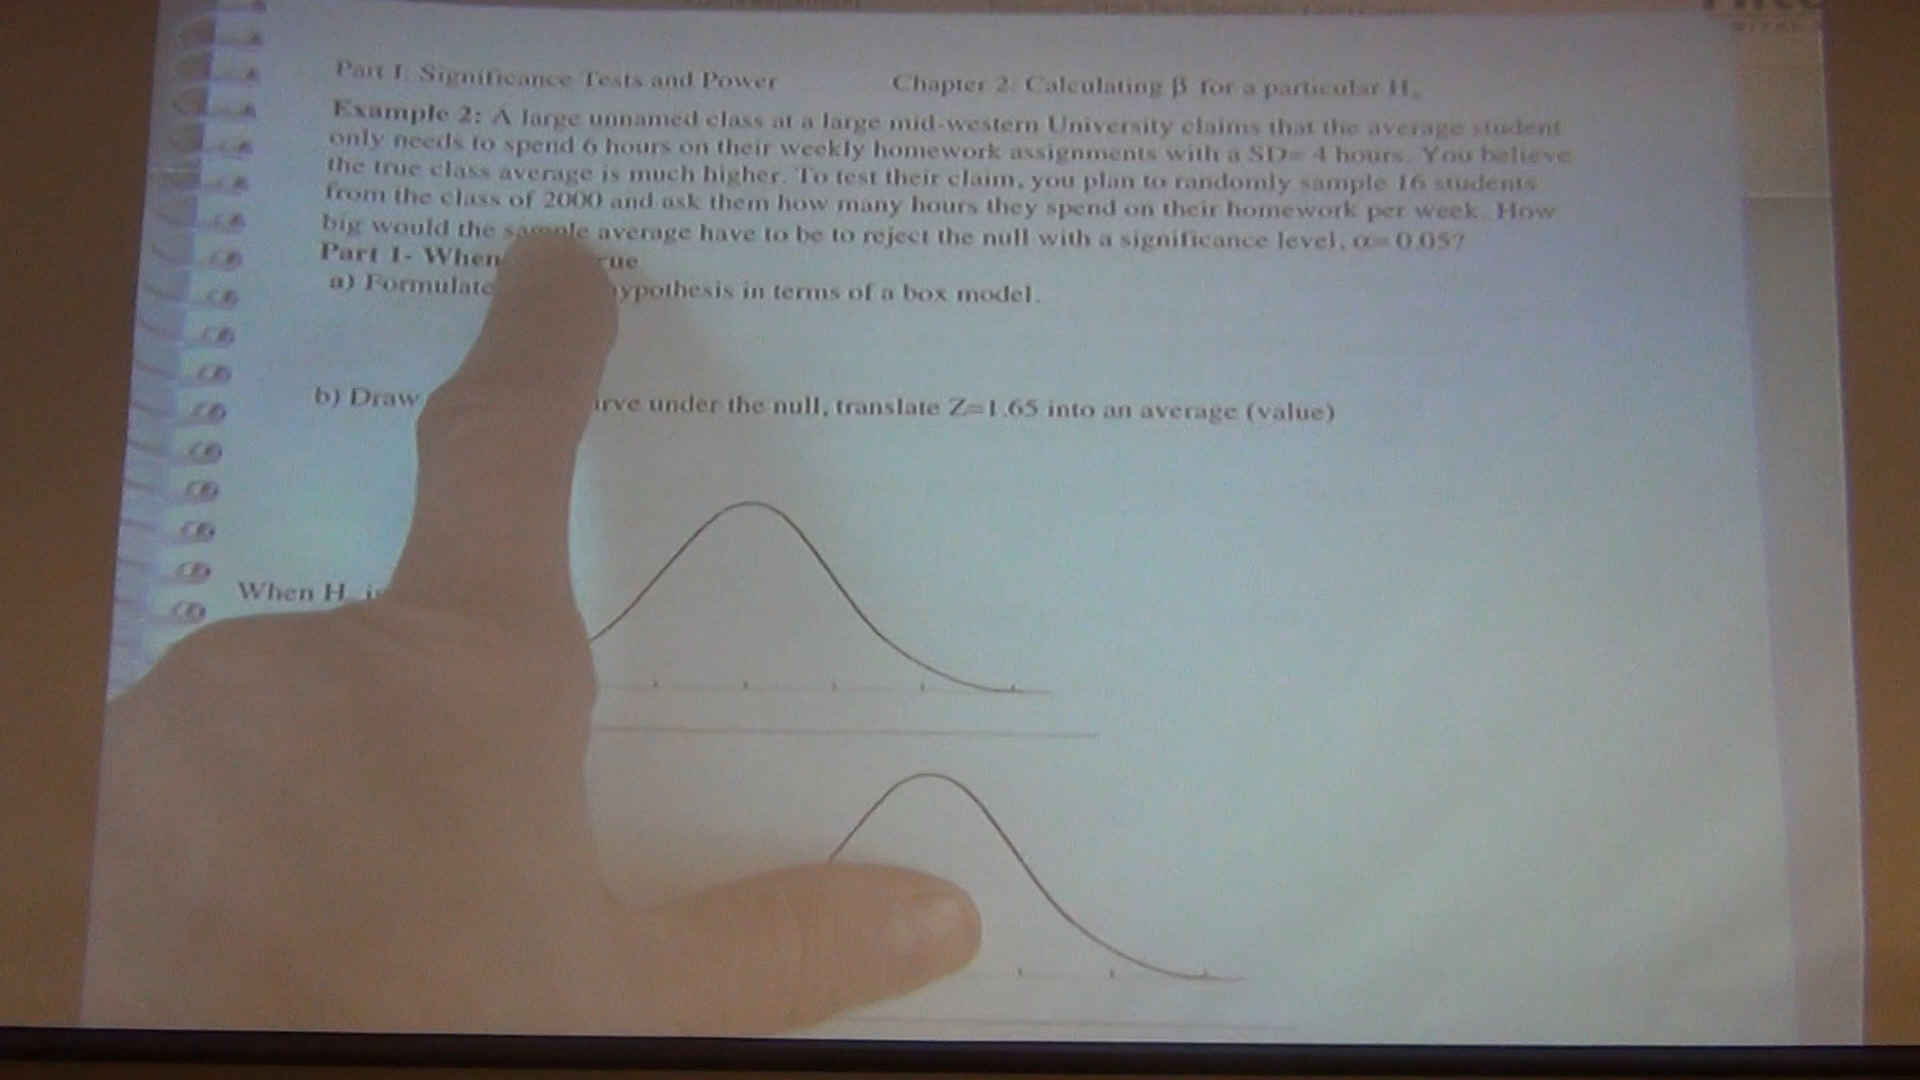 Part I. Significance Tests and Power Chapter 2: Calculating β for a particular Hₐ
Example 2: A large unnamed class at a large mid-western University claims that the average student
only needs to spend 6 hours on their weekly homework assignments with a SD= 4 hours. You believe
the true class average is much higher. To test their claim, you plan to randomly sample 16 students
from the class of 2000 and ask them how many hours they spend on their homework per week. How
big would the sample average have to be to reject the null with a significance level, α= 0.05?
Part 1- When
a) Formulate ypothesis in terms of a box model.
b) Draw under the null, translate Z=1.65 into an average (value)
When H